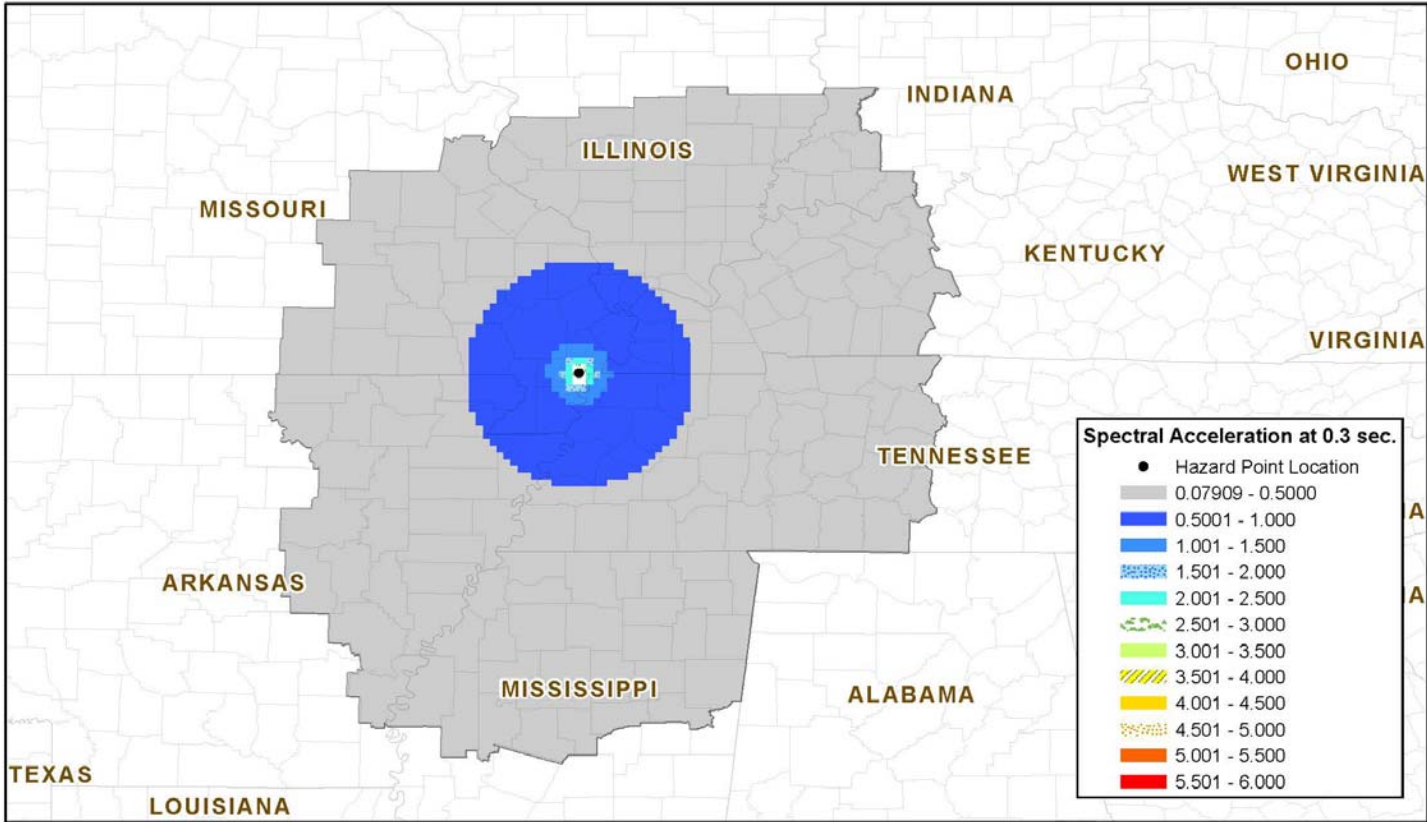 OHIO
INDIANA
ILLINOIS
WEST VIRGINIA
MISSOURI
KENTUCKY
VIRGINIA
TENNESSEE
ARKANSAS
MISSISSIPPI
ALABAMA
TEXAS
LOUISIANA
A
A
Spectral Acceleration at 0.3 sec.
Hazard Point Location
0.07909 - 0.5000
0.5001 - 1.000
1.001 - 1.500
1.501 - 2.000
2.001 - 2.500
2.501 - 3.000
3.001 - 3.500
3.501 - 4.000
4.001 - 4.500
4.501 - 5.000
5.001 - 5.500
5.501 - 6.000